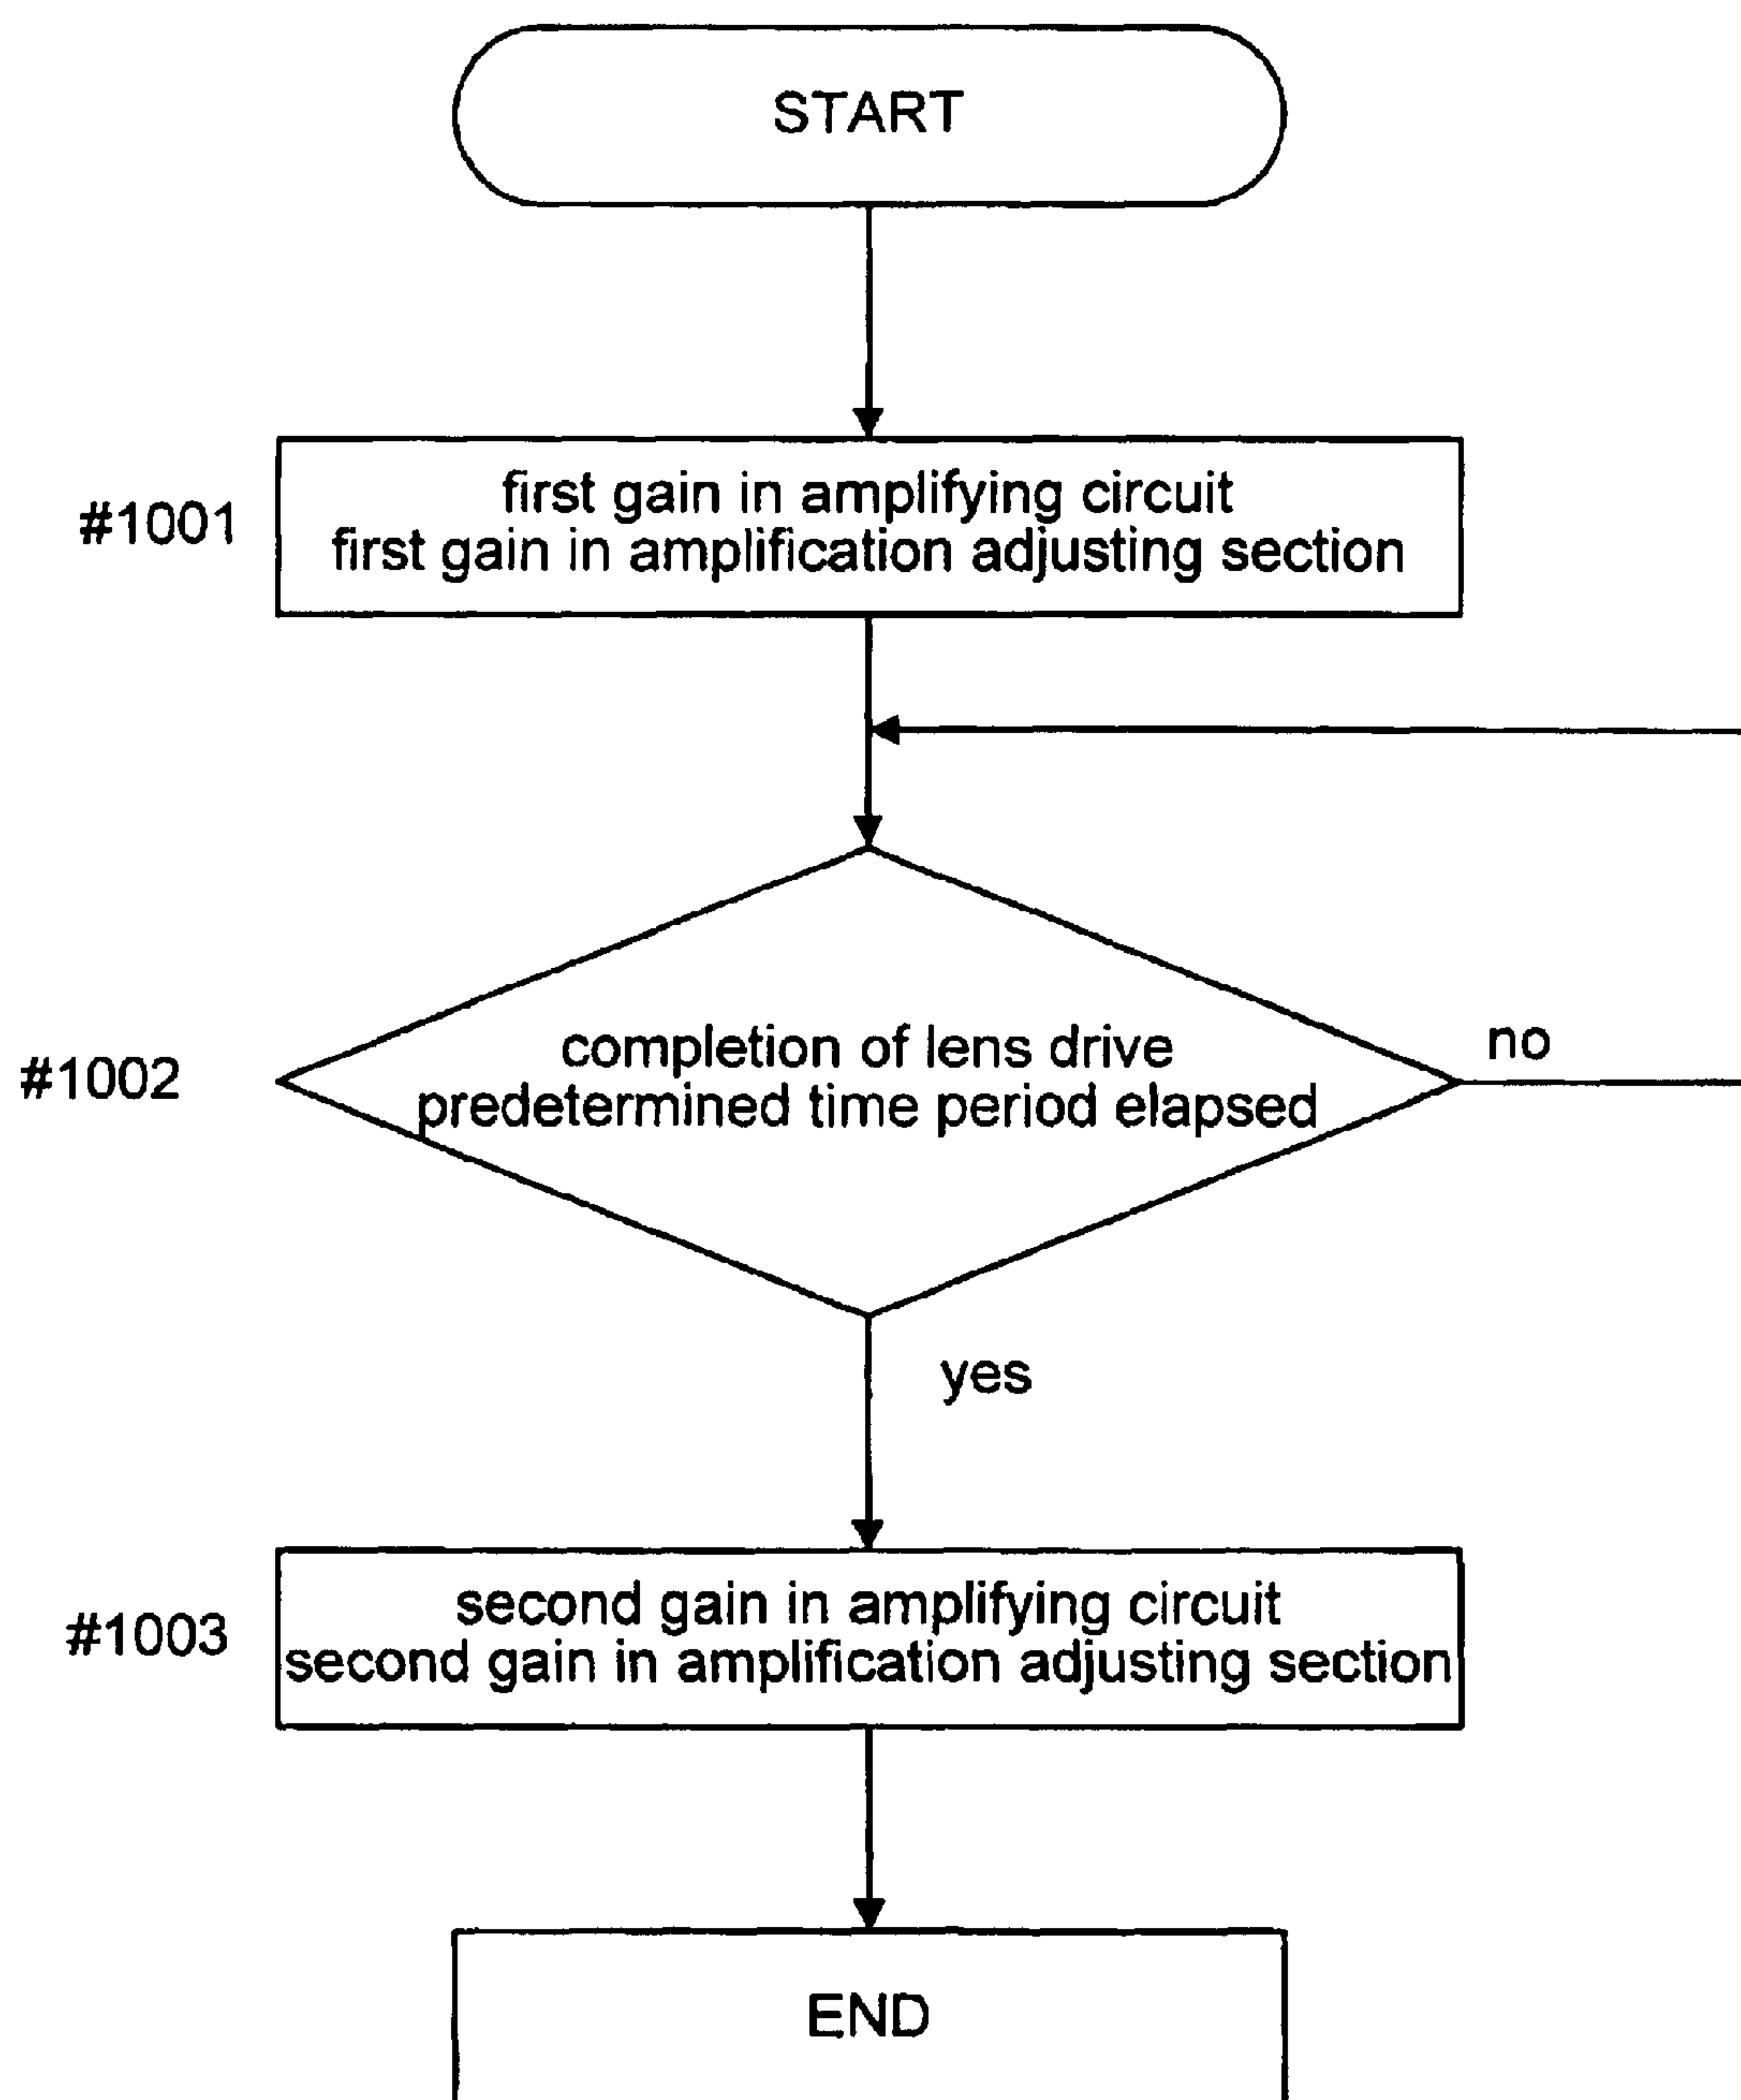 START
#1001
first gain in amplifying circuit
first gain in amplification adjusting section
#1002
completion of lens drive
predetermined time period elapsed
no
yes
#1003
second gain in amplifying circuit
second gain in amplification adjusting section
END